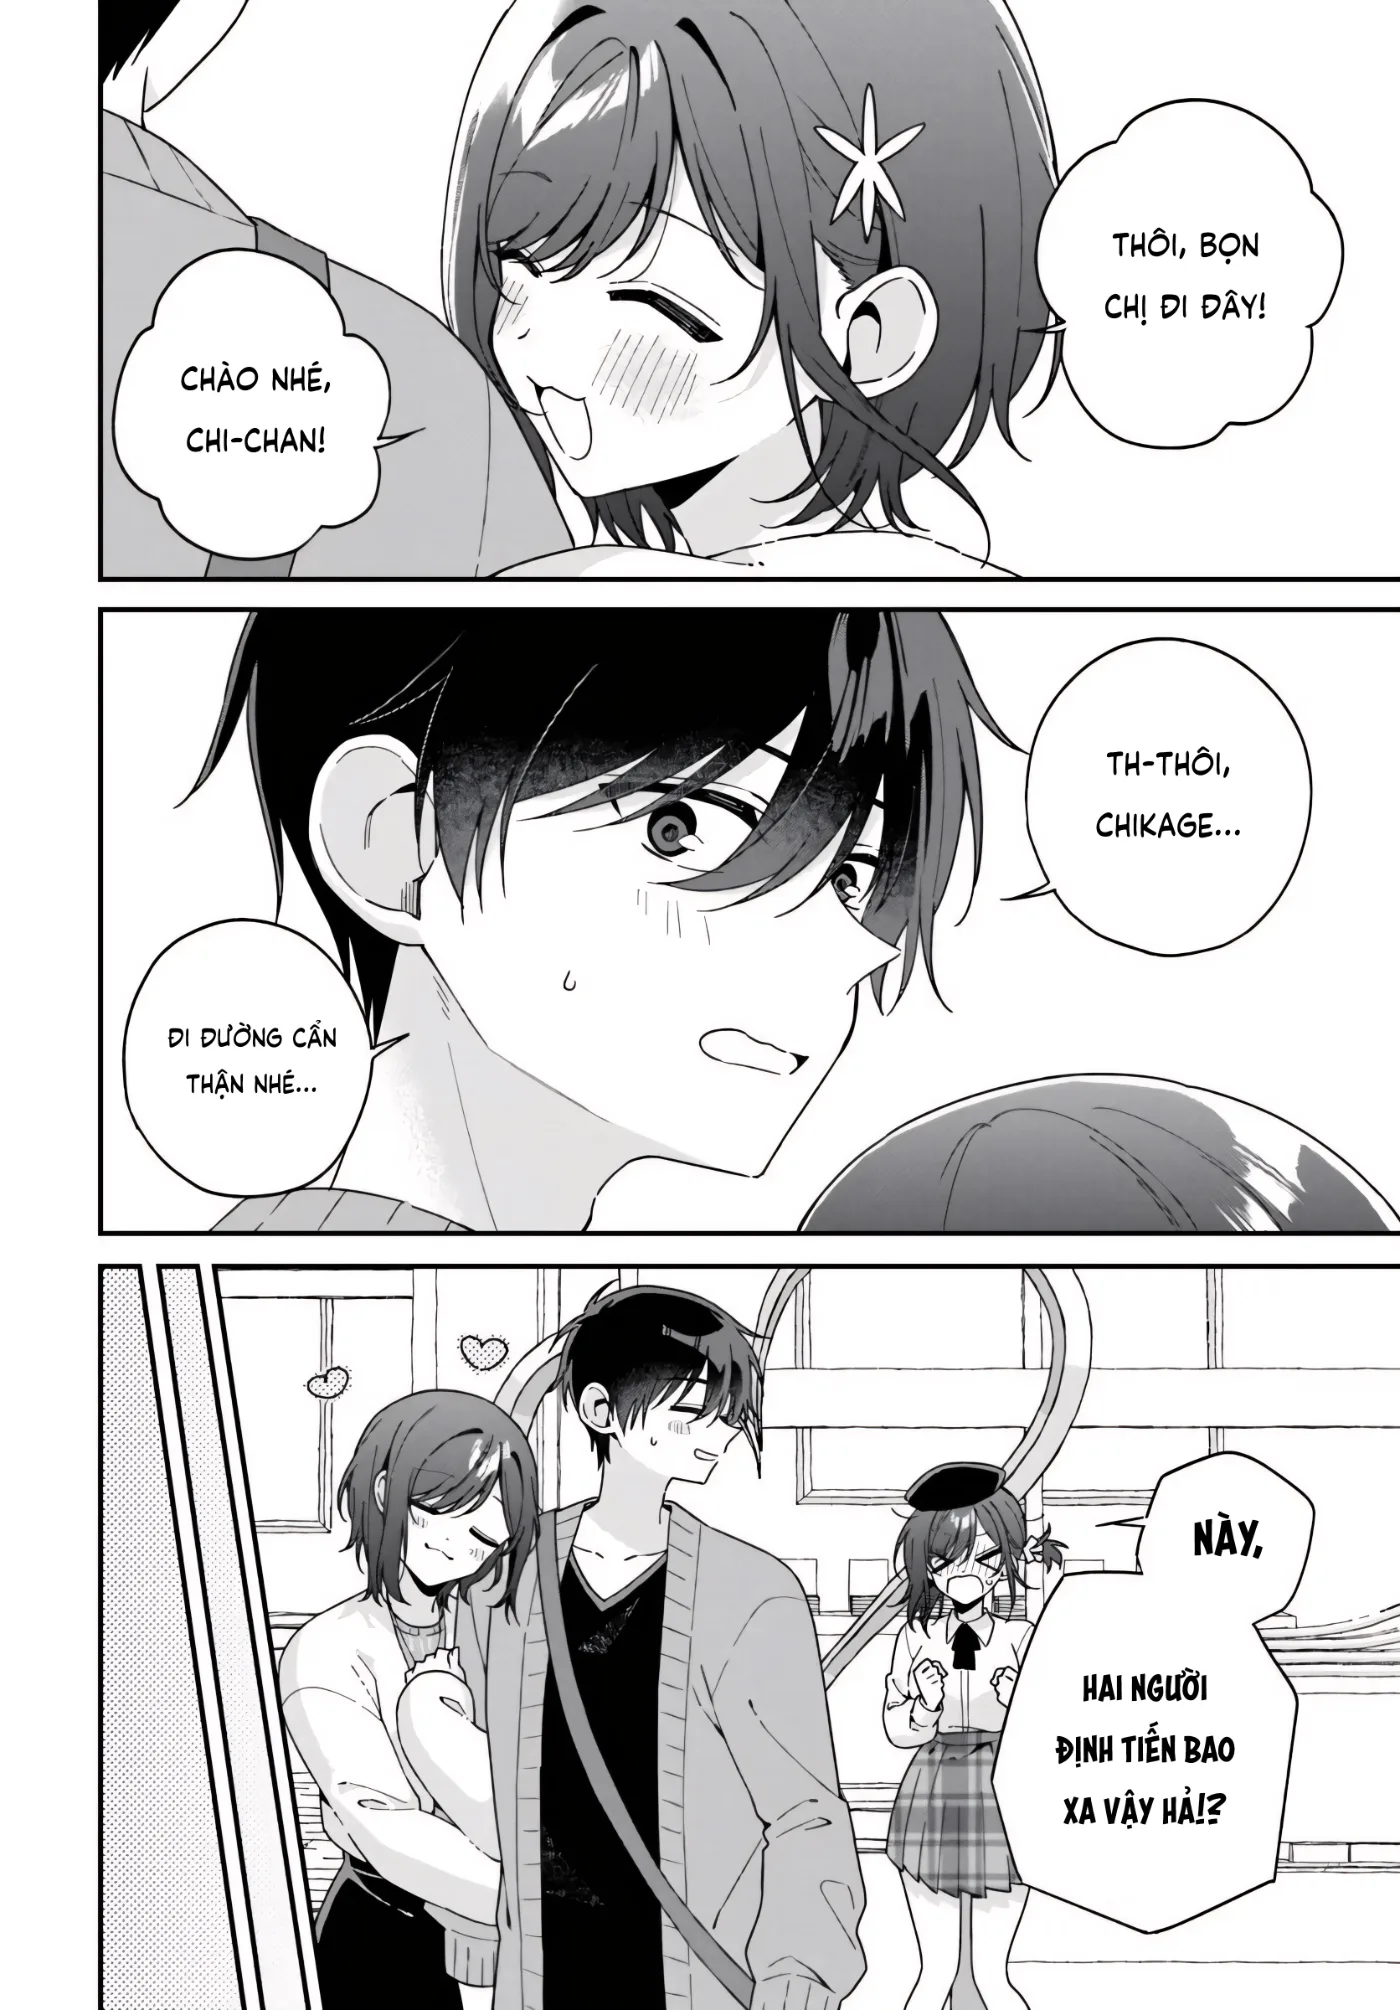 THÔI, BỌN
CHỊ ĐI ĐÂY!
CHÀO NHÉ,
CHI-CHAN!
TH-THÔI,
CHIKAGE...
ĐI ĐƯỜNG CẨN
THẬN NHÉ...
NÀY,
HAI NGƯỜI
ĐỊNH TIẾN BAO
XA VẬY HẢ!?